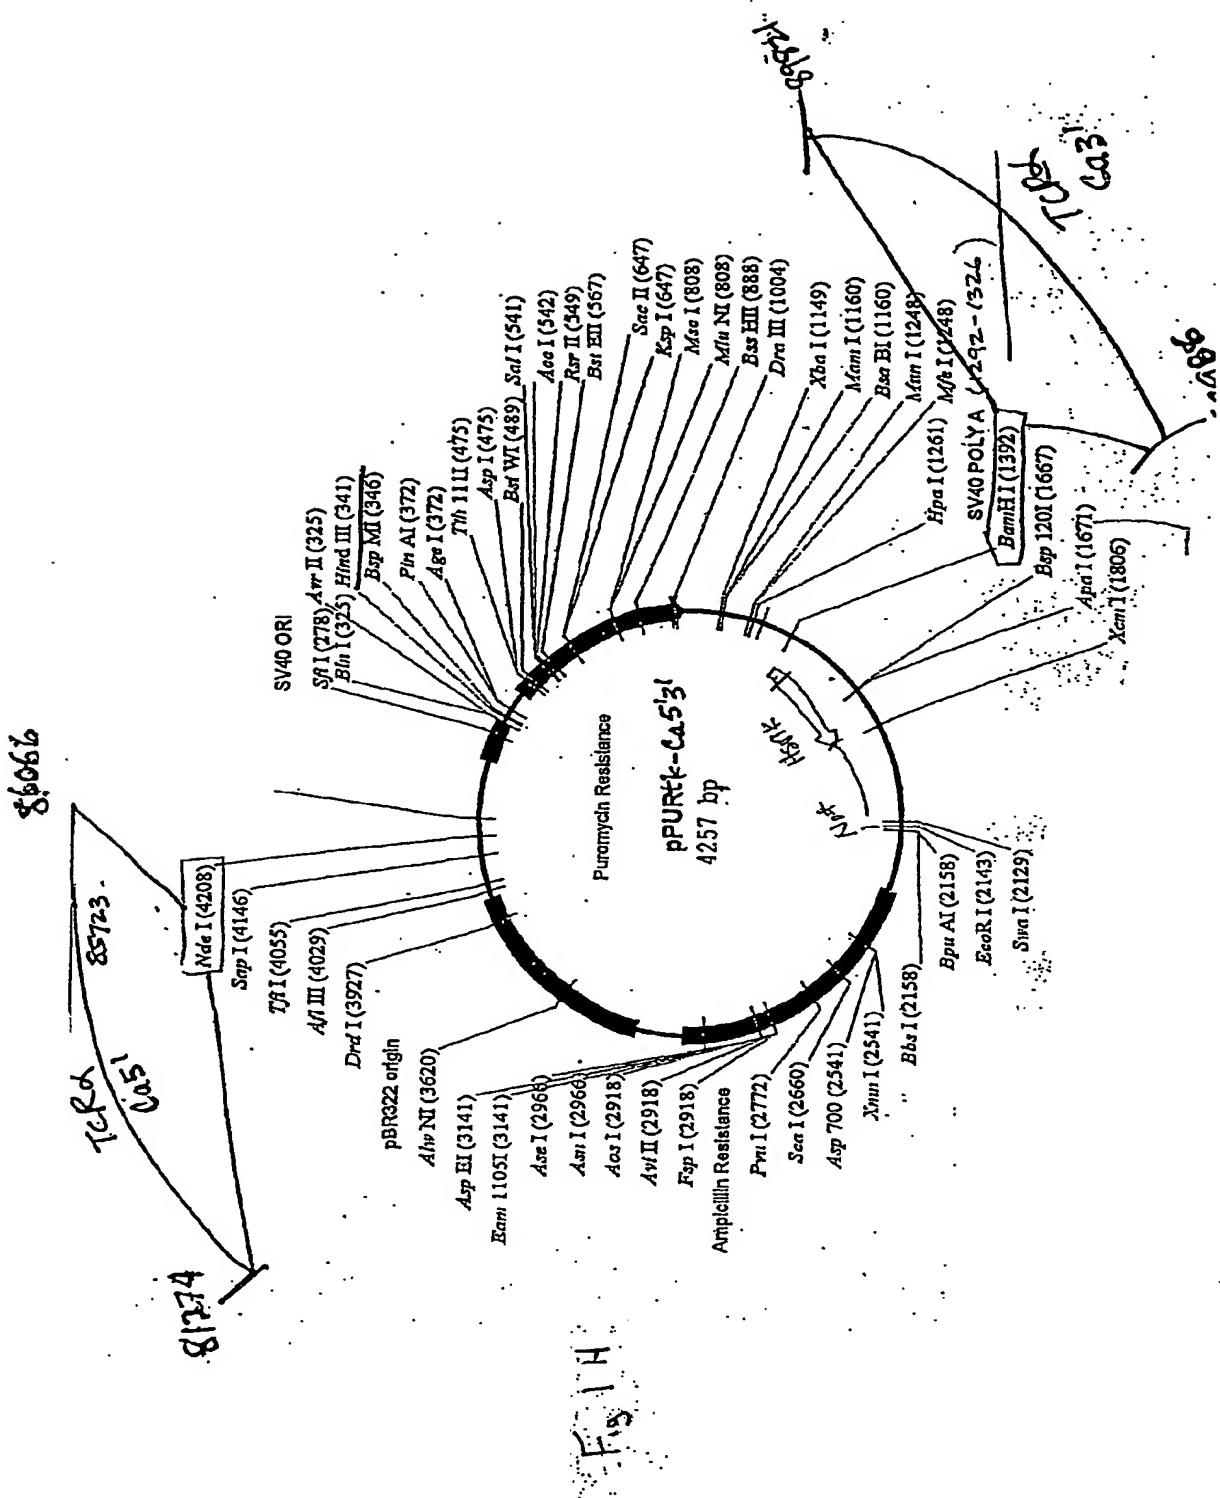 86066
85723-
TCRα
Ca5'
81274
Nde I (4208)
Sap I (4146)
Tfi I (4055)
Afl III (4029)
Drd I (3927)
pBR322 origin
Alw NI (3620)
Asp EI (3141)
Eam 1105I (3141)
Ase I (2966)
Asn I (2966)
Aos I (2918)
Avi II (2918)
Fsp I (2918)
Ampicillin Resistance
Pvu I (2772)
Sca I (2660)
Asp 700 (2541)
Xmn I (2541)
Bbs I (2158)
Bpu AI (2158)
EcoR I (2143)
Swa I (2129)
SV40 ORI
Sfi I (278)
Avr II (325)
Bln I (325)
Hind III (341)
Bsp MI (346)
Pin AI (372)
Age I (372)
Tth 111I (475)
Asp I (475)
Bst WI (489)
Sal I (541)
Acc I (542)
Rsr II (549)
Bst EII (567)
Sac II (647)
Ksp I (647)
Msc I (808)
Mlu NI (808)
Bss HII (888)
Dra III (1004)
Xba I (1149)
Mam I (1160)
Bsa BI (1160)
Mun I (1248)
Mfe I (1248)
Hpa I (1261)
SV40 POLYA (1292-1326)
BamH I (1392)
Bsp 120I (1667)
Apa I (1671)
Xcm I (1806)
Puromycin Resistance
pPURtk-Ca5'3'
4257 bp
HSVtk
Not
TCRα
Ca3'
Fig 1 H